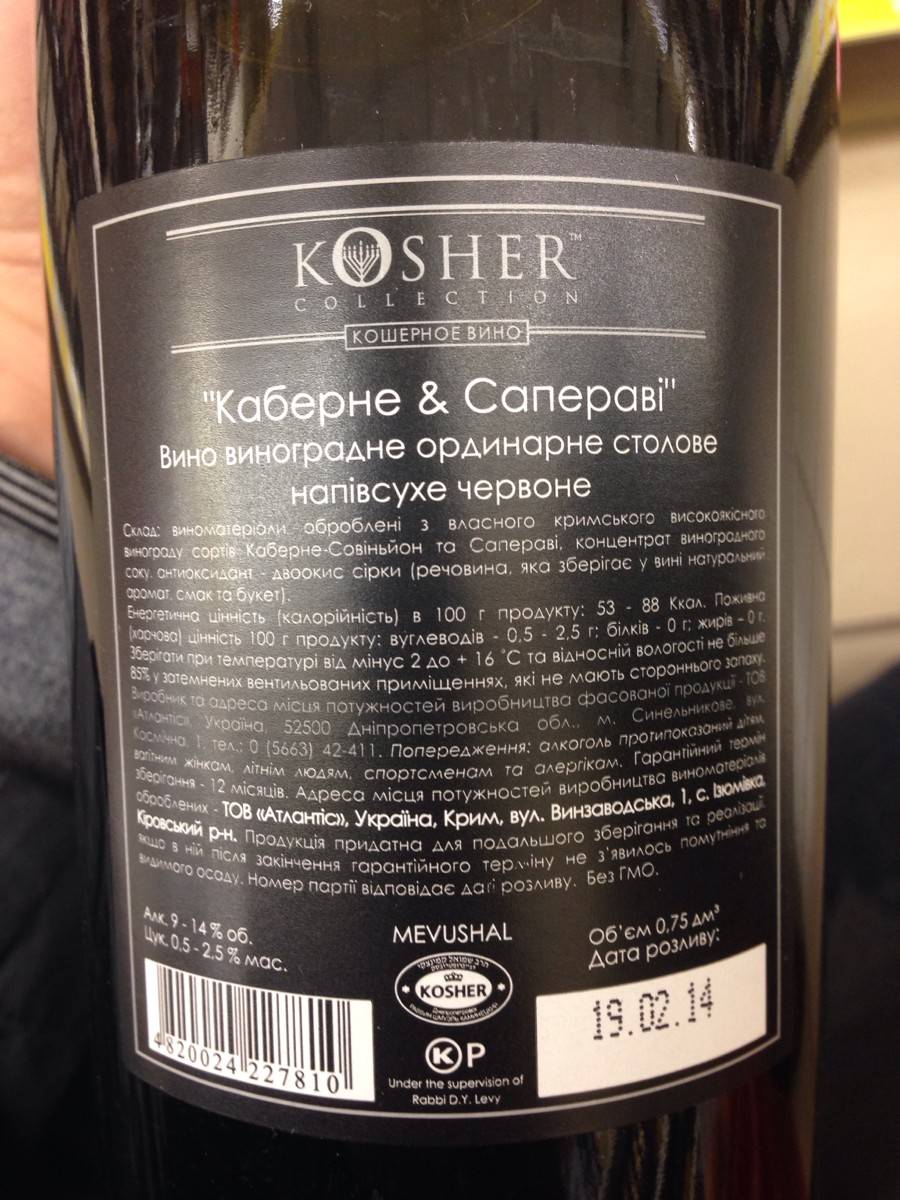 KOSHER™
COLLECTION
КОШЕРНОЕ ВИНО
"Каберне & Сапераві"
Вино виноградне ординарне столове
напівсухе червоне
Склад: виноматеріали, оброблені з власного кримського високоякісного
винограду сортів Каберне-Совіньйон та Сапераві, концентрат виноградного
соку, антиоксидант - двоокис сірки (речовина, яка зберігає у вині натуральний
аромат, смак та букет).
Енергетична цінність (калорійність) в 100 г продукту: 53 - 88 Ккал. Поживна
(харчова) цінність 100 г продукту: вуглеводів - 0,5 - 2,5 г; білків - 0 г; жирів - 0 г.
Зберігати при температурі від мінус 2 до + 16 °С та відносній вологості не більше
85% у затемнених вентильованих приміщеннях, які не мають стороннього запаху.
Виробник та адреса місця потужностей виробництва фасованої продукції - ТОВ
«Атлантіс», Україна, 52500 Дніпропетровська обл., м. Синельникове, вул.
Космічна, 1, тел.: 0 (5663) 42-411. Попередження: алкоголь протипоказаний дітям,
вагітним жінкам, літнім людям, спортсменам та алергікам. Гарантійний термін
зберігання - 12 місяців. Адреса місця потужностей виробництва виноматеріалів
оброблених - ТОВ «Атлантіс», Україна, Крим, вул. Винзаводська, 1, с. Ізюмівка,
Кіровський р-н. Продукція придатна для подальшого зберігання та реалізації,
якщо в ній після закінчення гарантійного терміну не з'явилось помутніння та
видимого осаду. Номер партії відповідає даті розливу. Без ГМО.
Алк. 9 - 14 % об.
Цук. 0,5 - 2,5 % мас.
MEVUSHAL
Об'єм 0,75 дм³
Дата розливу:
KOSHER
19.02.14
4820024227810
K P
Under the supervision of
Rabbi D.Y. Levy